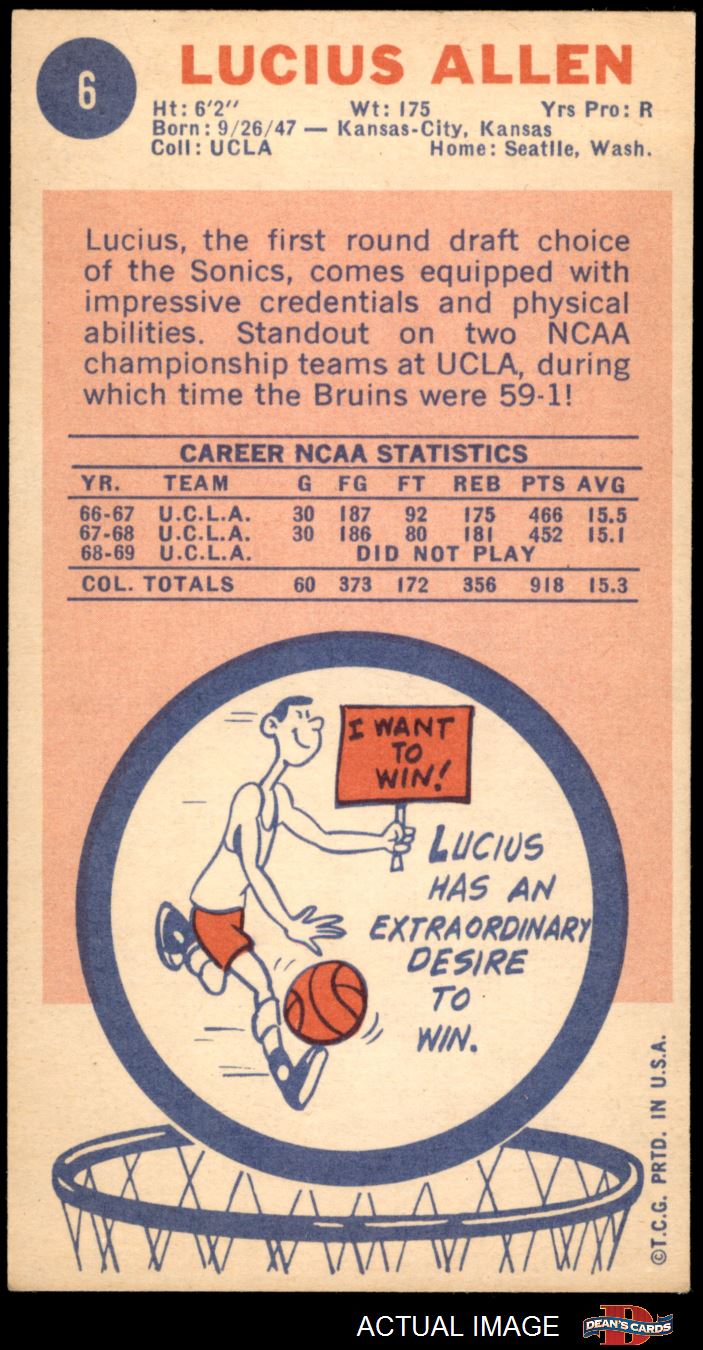 6
LUCIUS ALLEN
Ht: 6'2" Wt: 175 Yrs Pro: R
Born: 9/26/47 — Kansas-City, Kansas
Coll: UCLA Home: Seattle, Wash.
Lucius, the first round draft choice
of the Sonics, comes equipped with
impressive credentials and physical
abilities. Standout on two NCAA
championship teams at UCLA, during
which time the Bruins were 59-1!
CAREER NCAA STATISTICS
YR. TEAM G FG FT REB PTS AVG
66-67 U.C.L.A. 30 187 92 175 466 15.5
67-68 U.C.L.A. 30 186 80 181 452 15.1
68-69 U.C.L.A. DID NOT PLAY
COL. TOTALS 60 373 172 356 918 15.3
I WANT
TO
WIN!
LUCIUS
HAS AN
EXTRAORDINARY
DESIRE
TO
WIN.
©T.C.G. PRTD. IN U.S.A.
ACTUAL IMAGE
D
DEAN'S CARDS